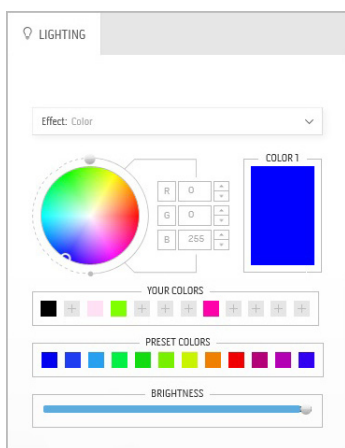 LIGHTING
Effect: Color
COLOR 1
R 0
G 0
B 255
YOUR COLORS
PRESET COLORS
BRIGHTNESS